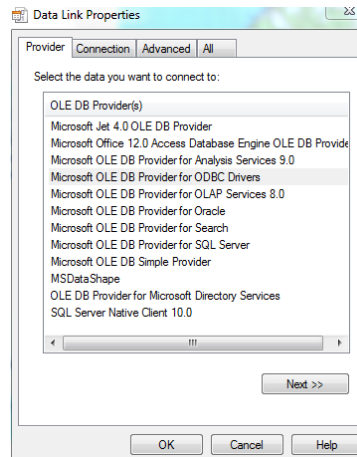 Data Link Properties
Provider Connection Advanced All
Select the data you want to connect to:
OLE DB Provider(s)
Microsoft Jet 4.0 OLE DB Provider
Microsoft Office 12.0 Access Database Engine OLE DB Provide
Microsoft OLE DB Provider for Analysis Services 9.0
Microsoft OLE DB Provider for ODBC Drivers
Microsoft OLE DB Provider for OLAP Services 8.0
Microsoft OLE DB Provider for Oracle
Microsoft OLE DB Provider for Search
Microsoft OLE DB Provider for SQL Server
Microsoft OLE DB Simple Provider
MSDataShape
OLE DB Provider for Microsoft Directory Services
SQL Server Native Client 10.0
Next >>
OK Cancel Help